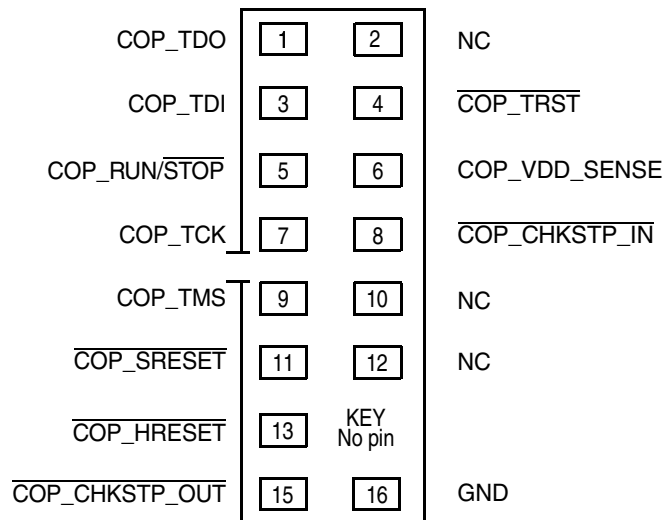 COP_TDO 1 2 NC
COP_TDI 3 4 COP_TRST
COP_RUN/STOP 5 6 COP_VDD_SENSE
COP_TCK 7 8 COP_CHKSTP_IN
COP_TMS 9 10 NC
COP_SRESET 11 12 NC
COP_HRESET 13 KEY
No pin
COP_CHKSTP_OUT 15 16 GND